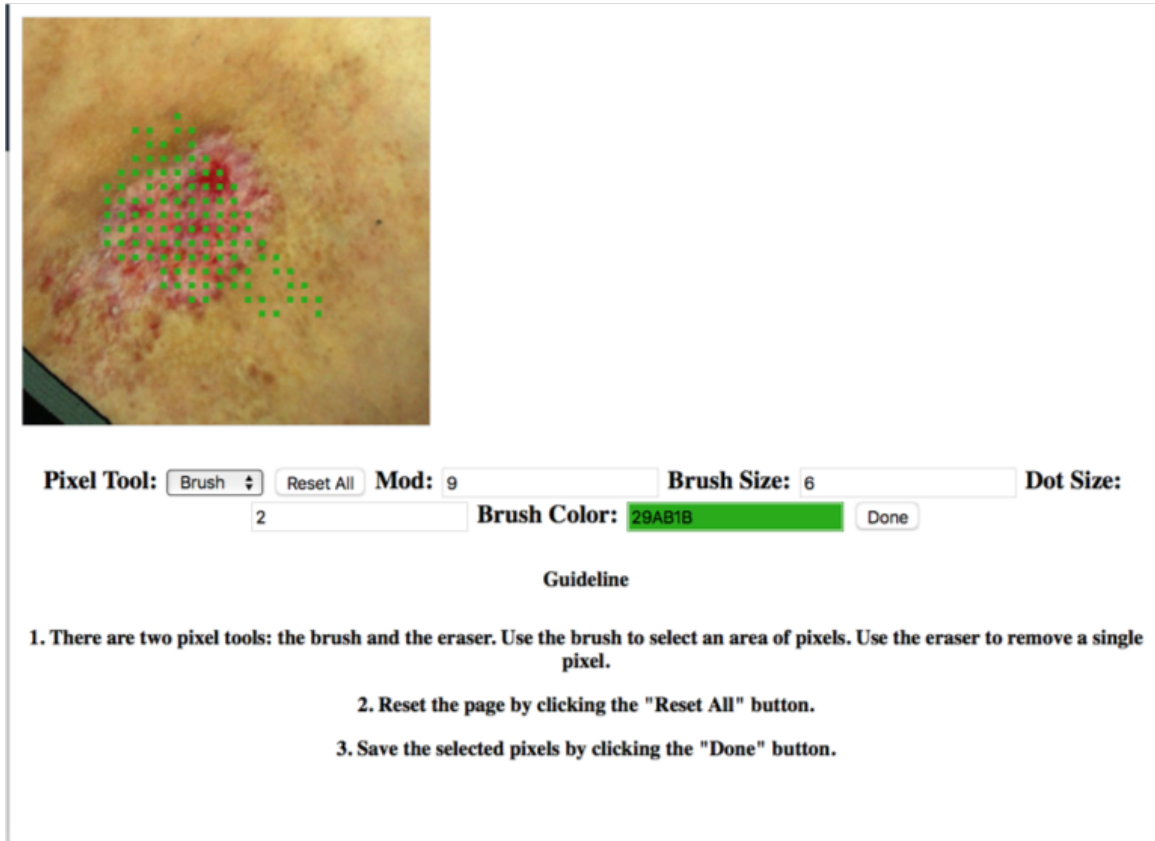 Pixel Tool: Brush Reset All Mod: 9 Brush Size: 6 Dot Size:
2 Brush Color: 29AB1B Done
Guideline
1. There are two pixel tools: the brush and the eraser. Use the brush to select an area of pixels. Use the eraser to remove a single
pixel.
2. Reset the page by clicking the "Reset All" button.
3. Save the selected pixels by clicking the "Done" button.